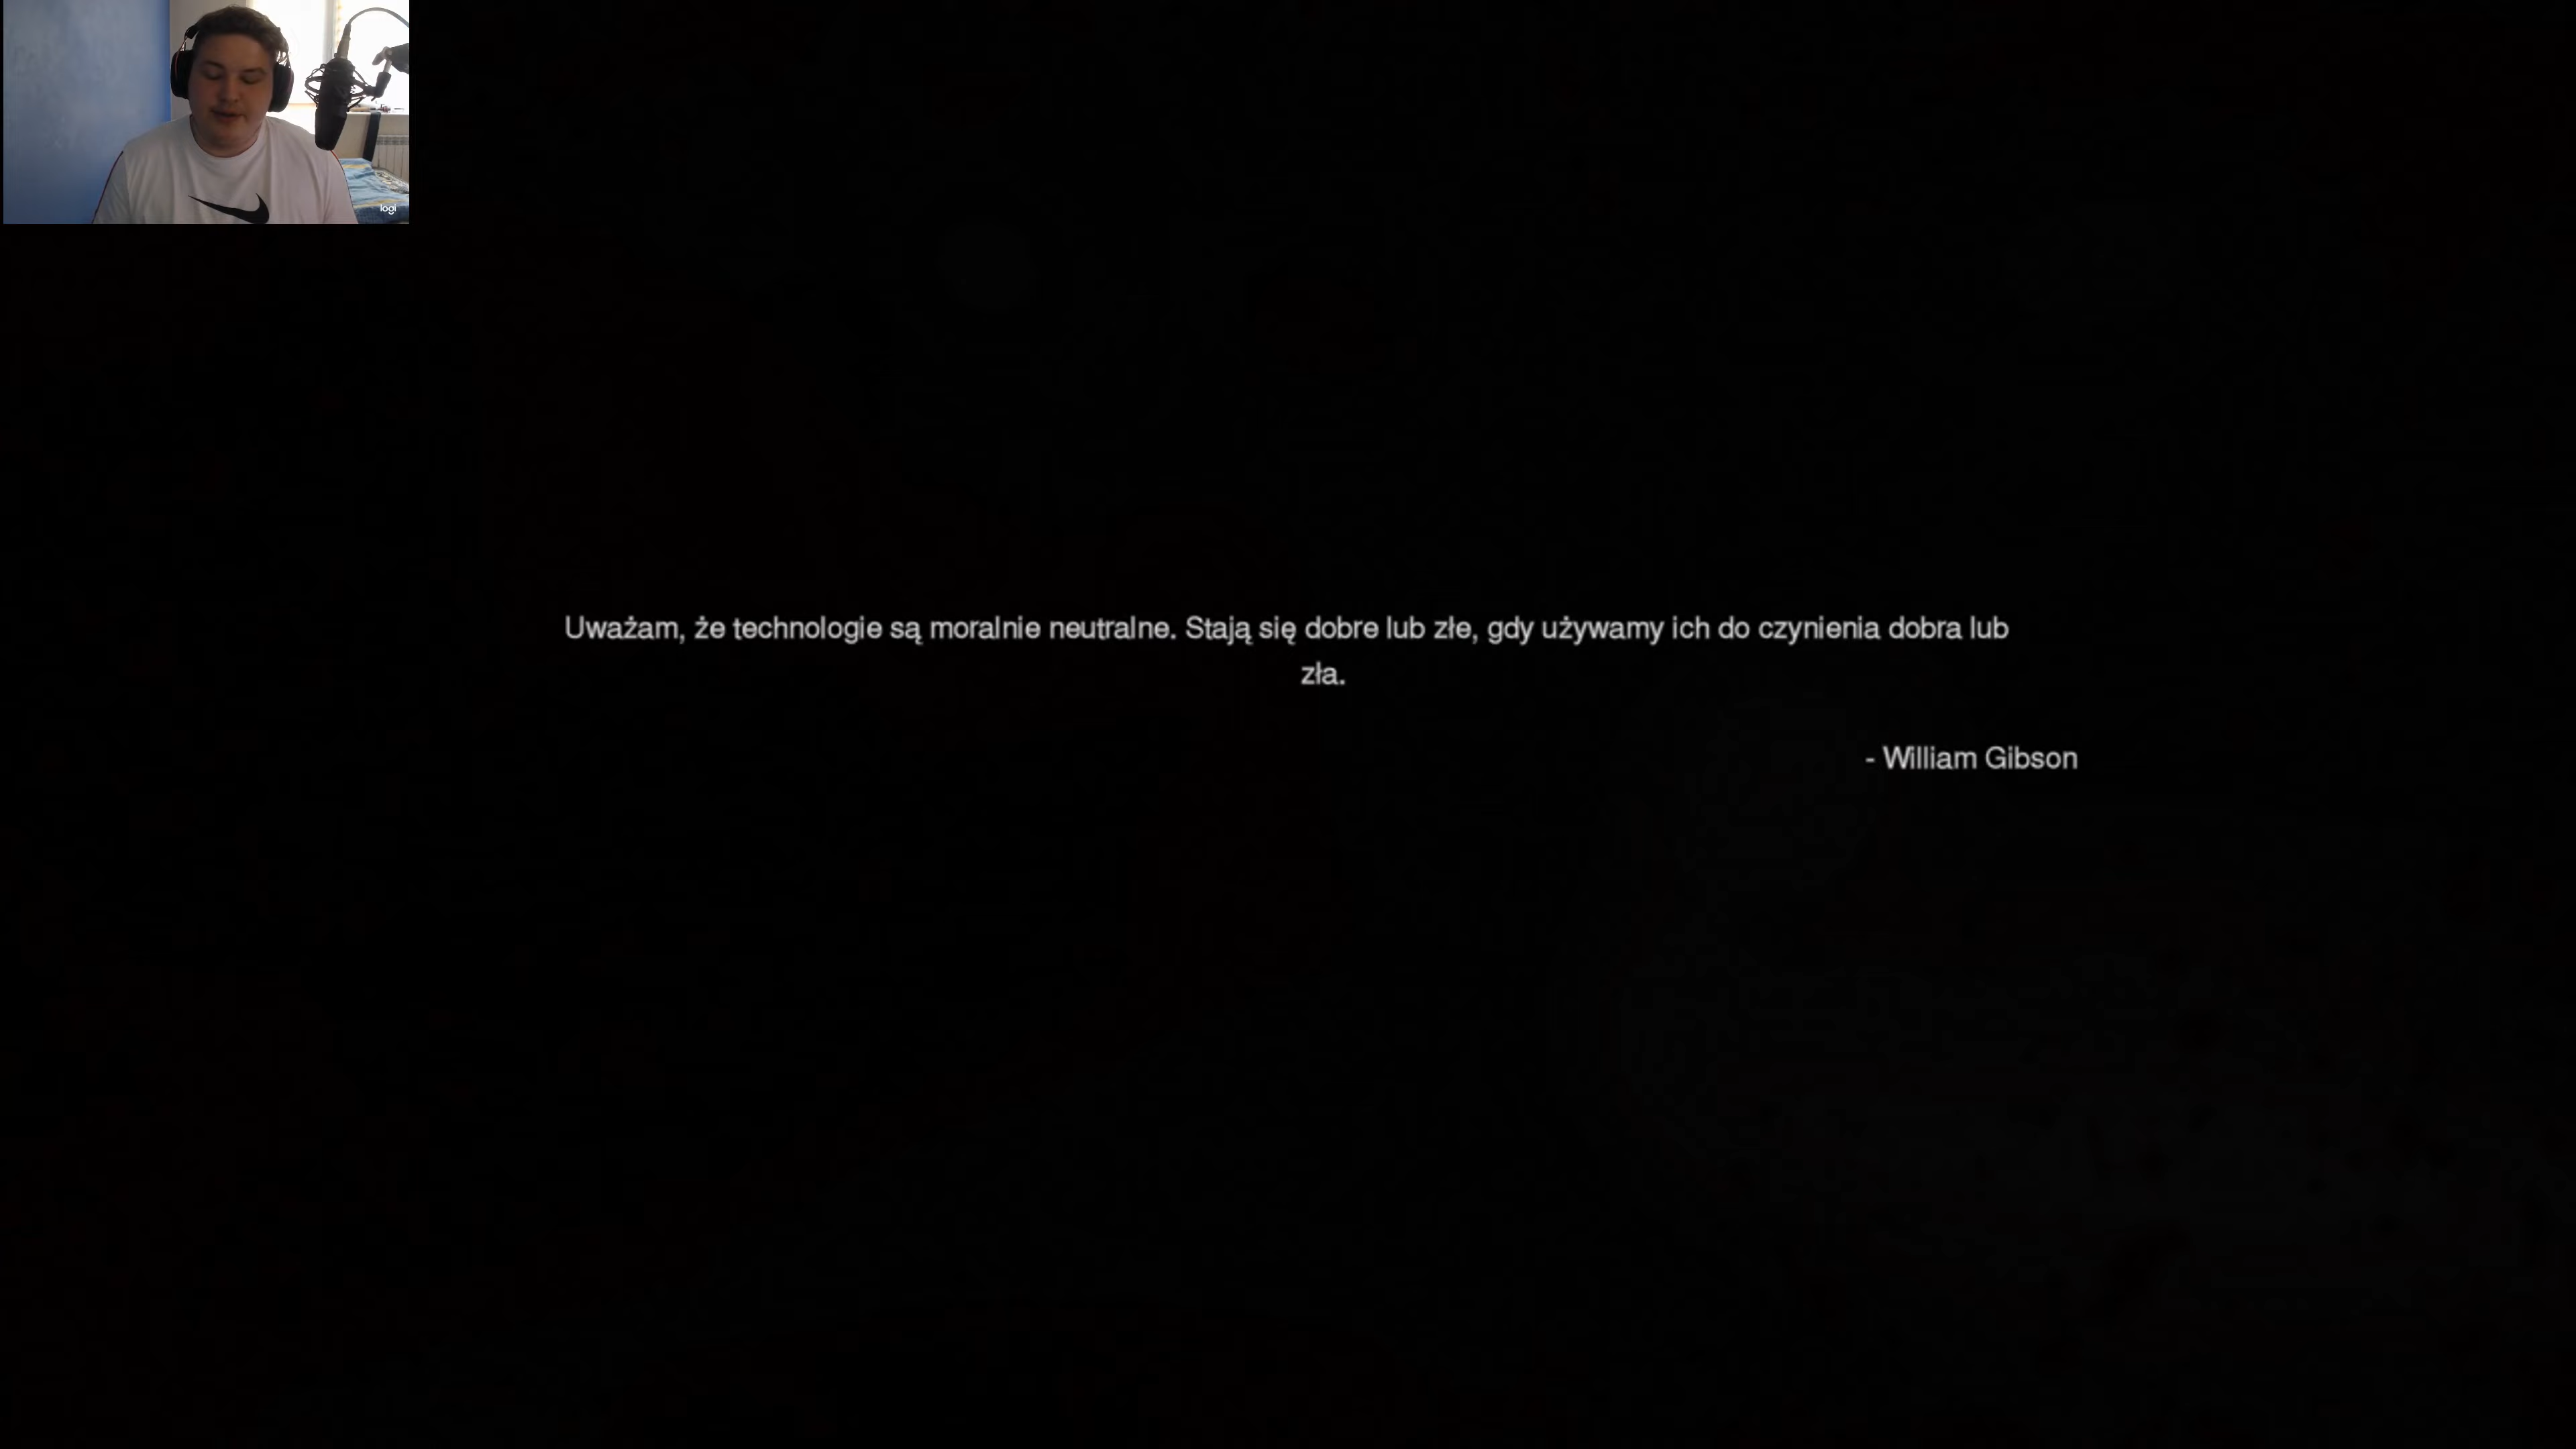 logi
Uważam, że technologie są moralnie neutralne. Stają się dobre lub złe, gdy używamy ich do czynienia dobra lub
zła.
- William Gibson